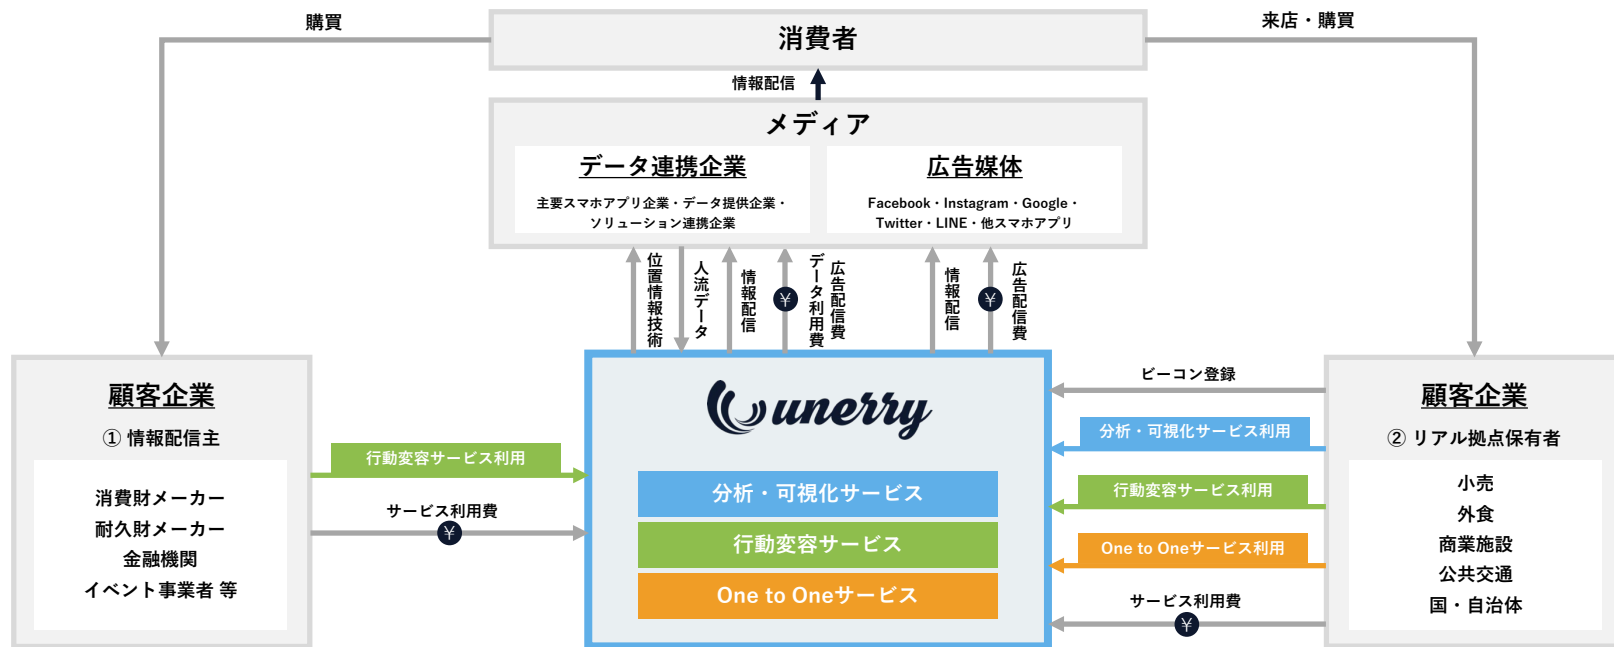 購買
消費者
来店・購買
情報配信
メディア
データ連携企業
主要スマホアプリ企業・データ提供企業・
ソリューション連携企業
広告媒体
Facebook・Instagram・Google・
Twitter・LINE・他スマホアプリ
位置情報技術
人流データ
情報配信
¥
広告配信費
データ利用費
情報配信
¥
広告配信費
顧客企業
① 情報配信主
消費財メーカー
耐久財メーカー
金融機関
イベント事業者 等
行動変容サービス利用
サービス利用費
¥
unerry
分析・可視化サービス
行動変容サービス
One to Oneサービス
ビーコン登録
分析・可視化サービス利用
行動変容サービス利用
One to Oneサービス利用
サービス利用費
¥
顧客企業
② リアル拠点保有者
小売
外食
商業施設
公共交通
国・自治体